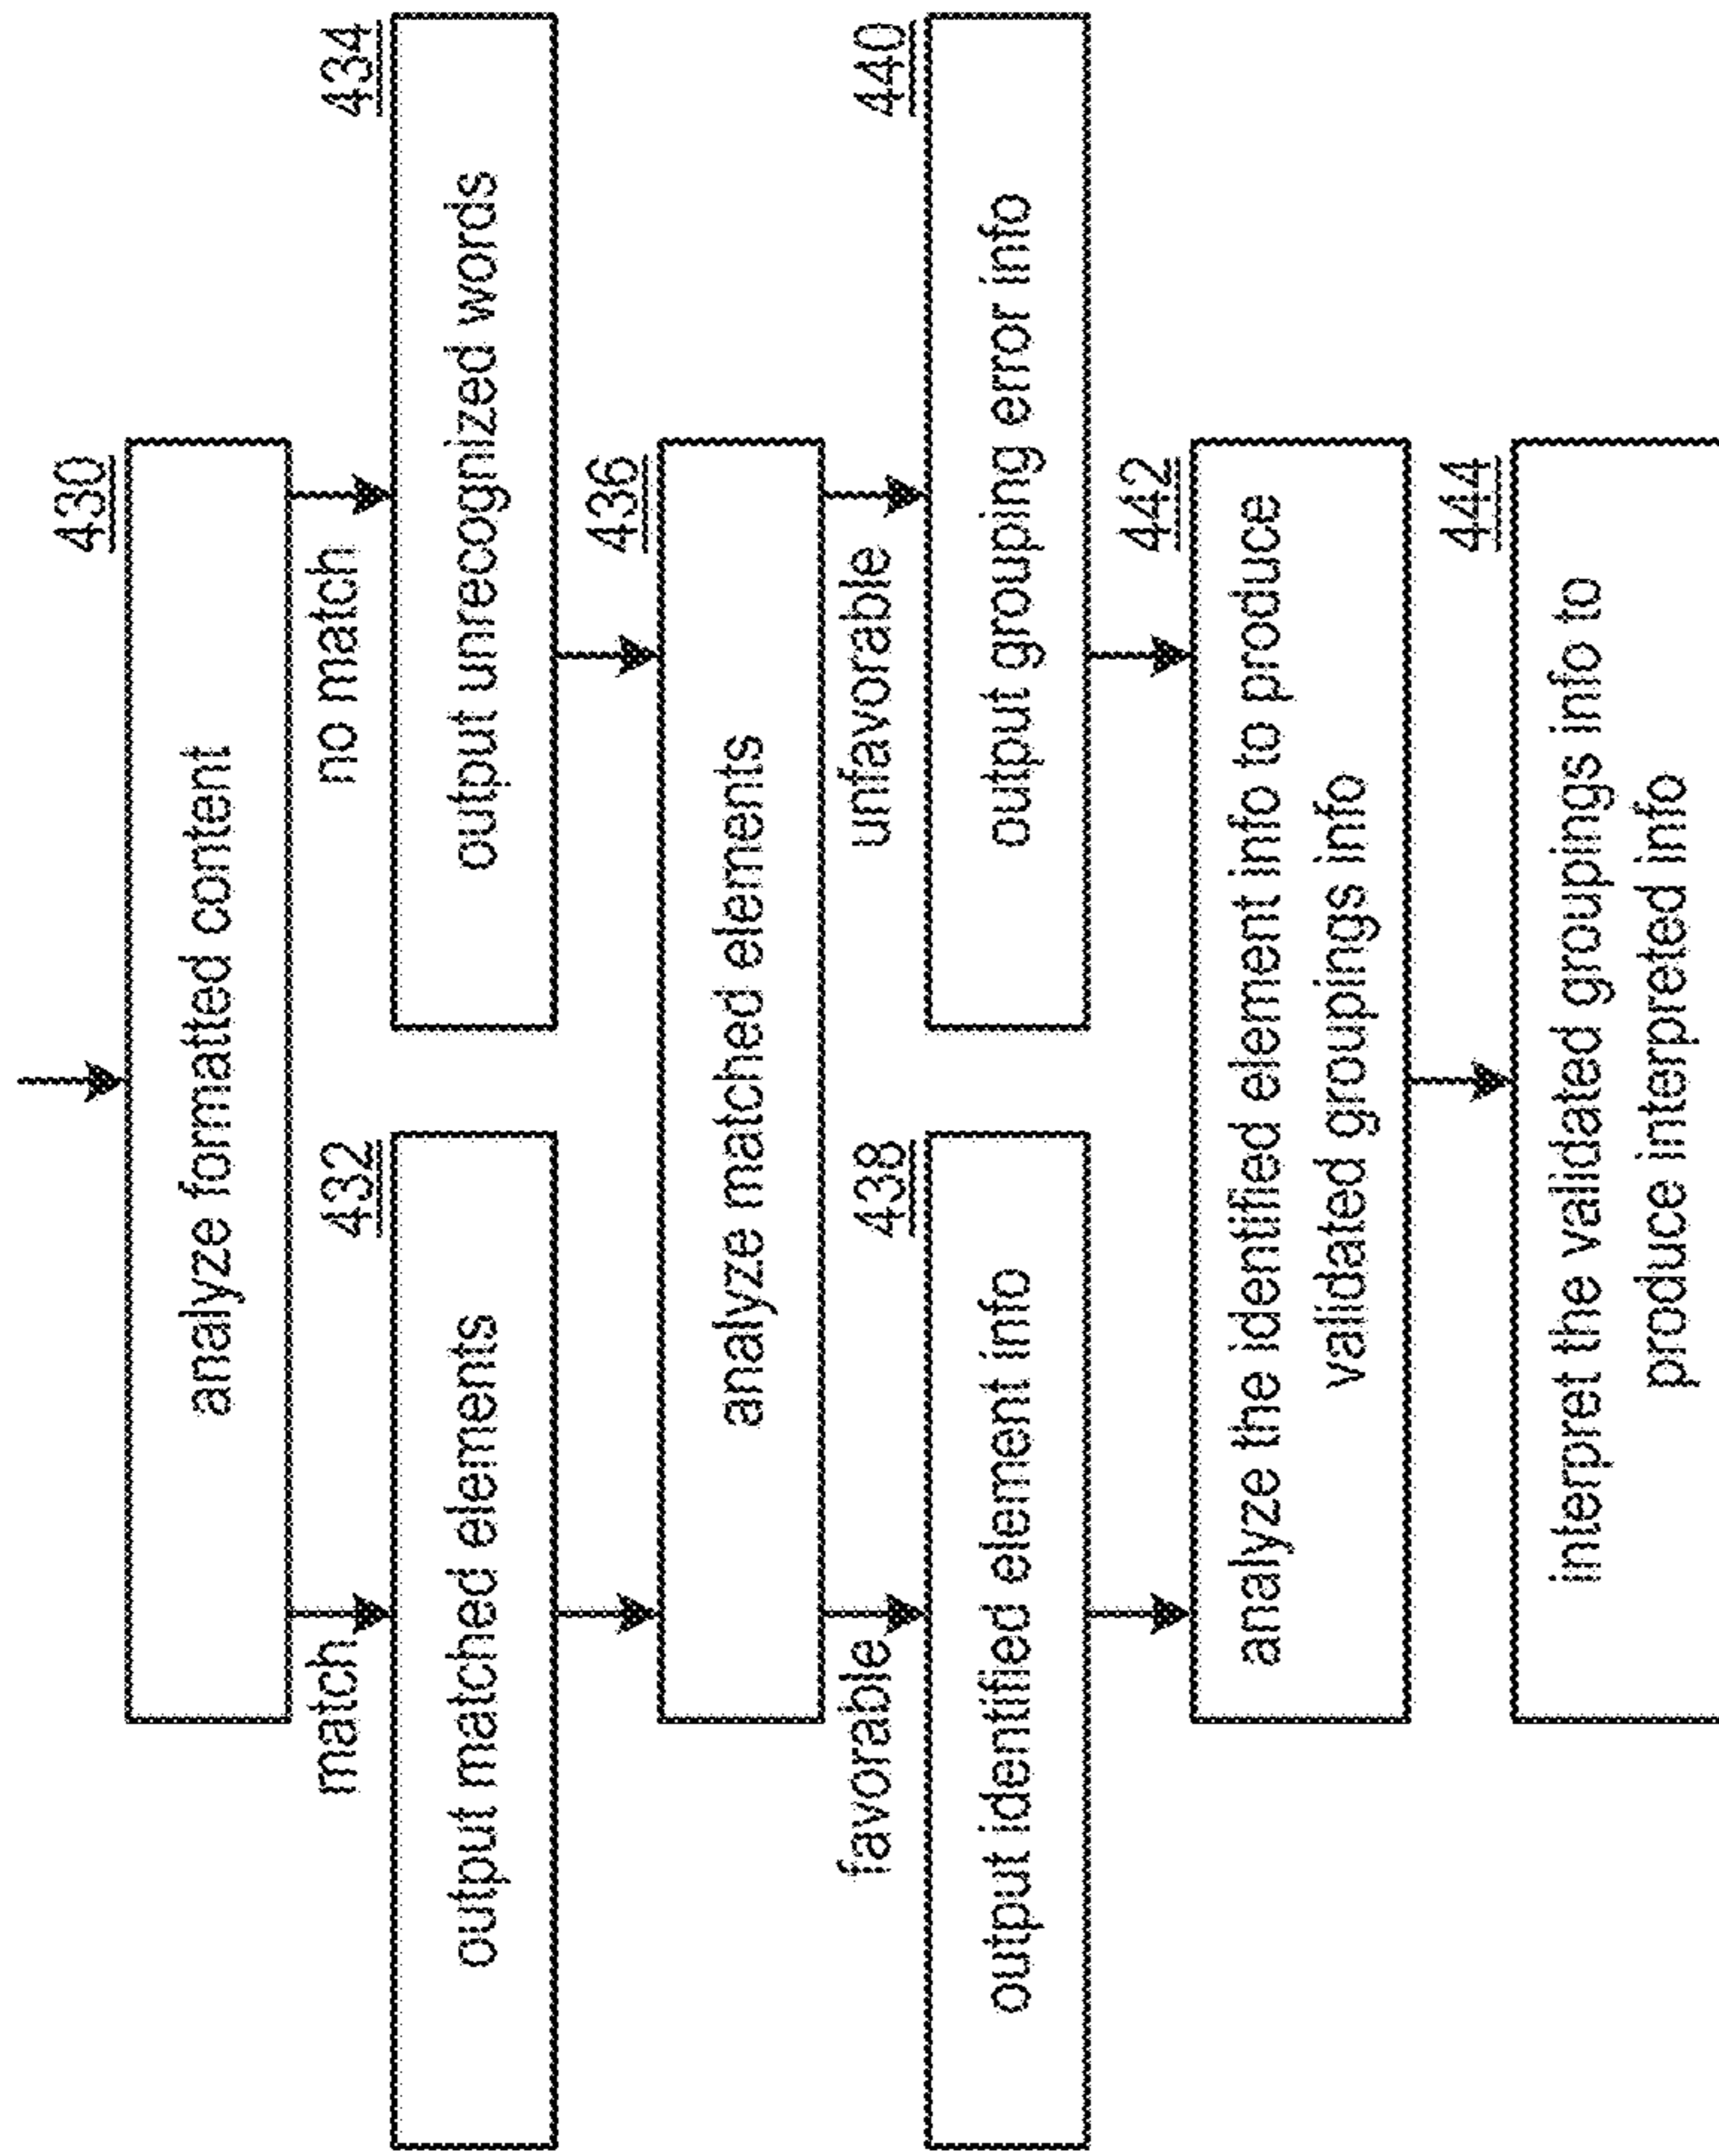 430
analyze formatted content
match
no match
432
434
output matched elements
output unrecognized words
436
analyze matched elements
favorable
unfavorable
438
440
output identified element info
output grouping error info
442
analyze the identified element info to produce
validated groupings info
444
interpret the validated groupings info to
produce interpreted info